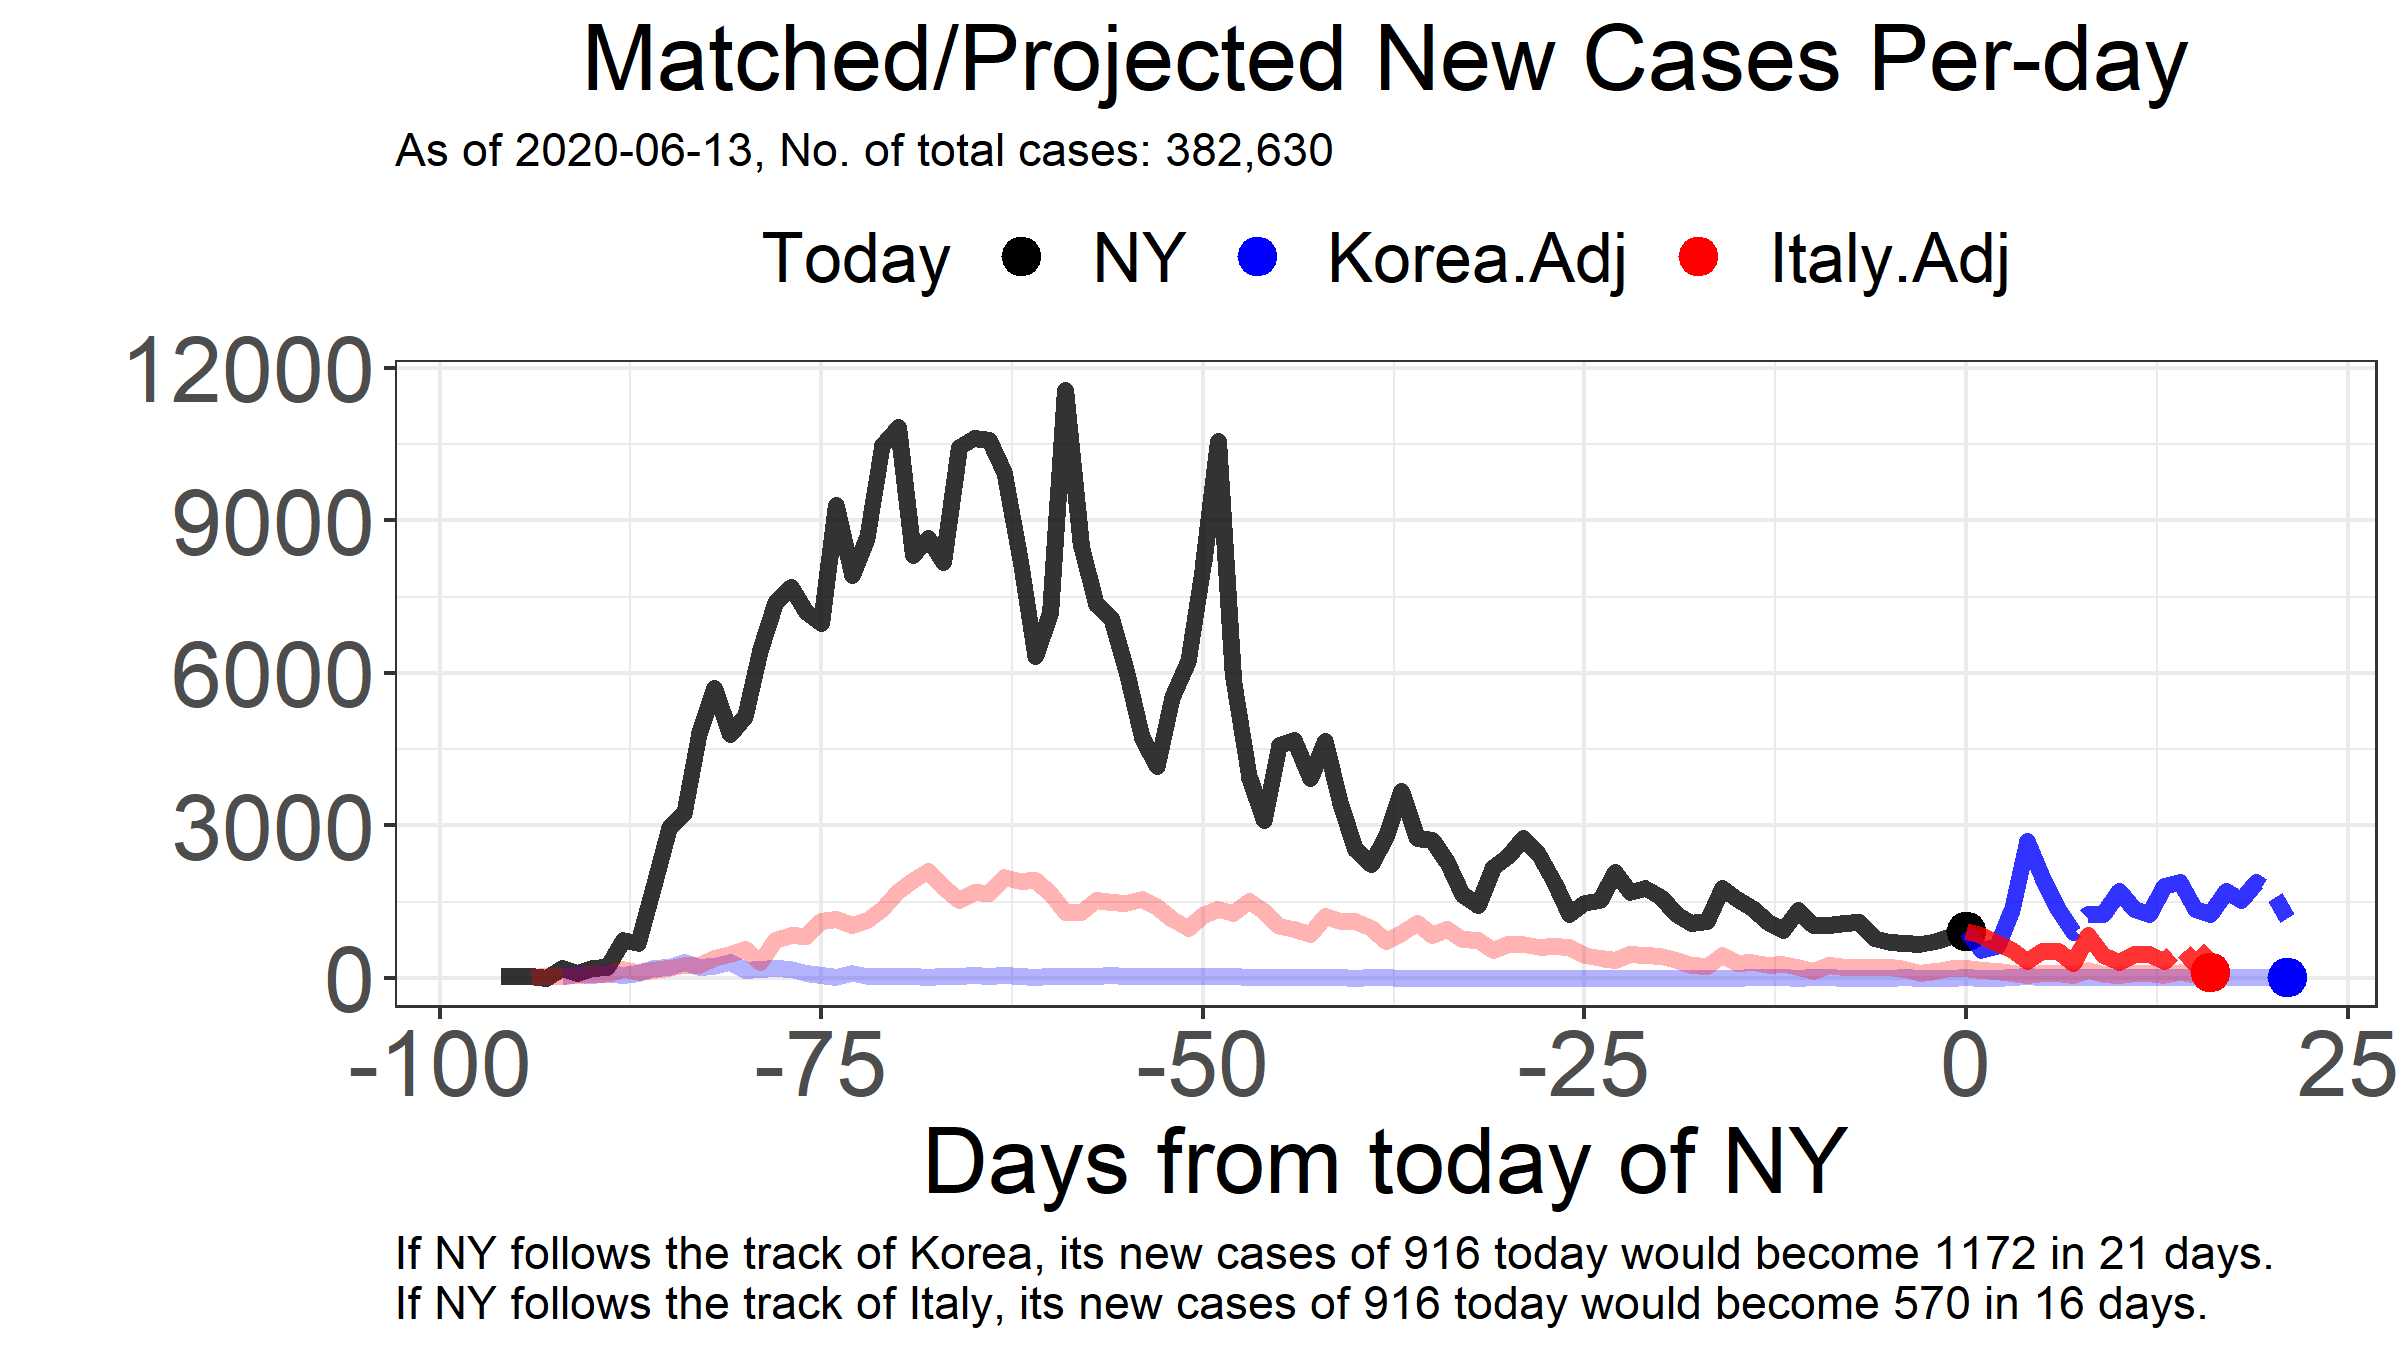 Matched/Projected New Cases Per-day
As of 2020-06-13, No. of total cases: 382,630
Today NY Korea.Adj Italy.Adj
12000
9000
6000
3000
0
-100 -75 -50 -25 0 25
Days from today of NY
If NY follows the track of Korea, its new cases of 916 today would become 1172 in 21 days.
If NY follows the track of Italy, its new cases of 916 today would become 570 in 16 days.